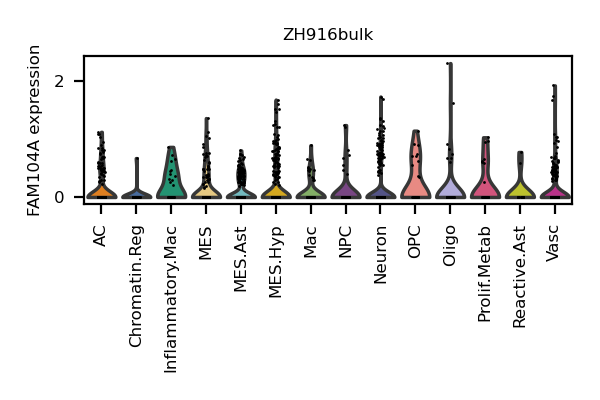 ZH916bulk
FAM104A expression
2
0
AC
Chromatin.Reg
Inflammatory.Mac
MES
MES.Ast
MES.Hyp
Mac
NPC
Neuron
OPC
Oligo
Prolif.Metab
Reactive.Ast
Vasc